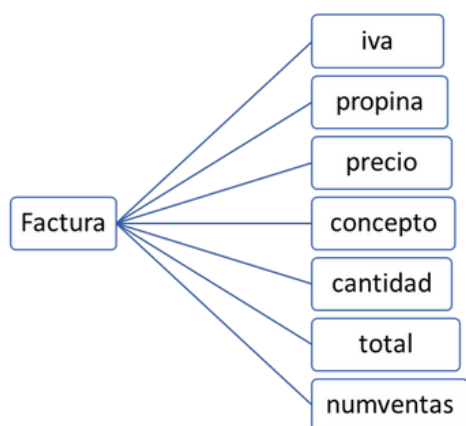 iva
propina
precio
Factura
concepto
cantidad
total
numventas